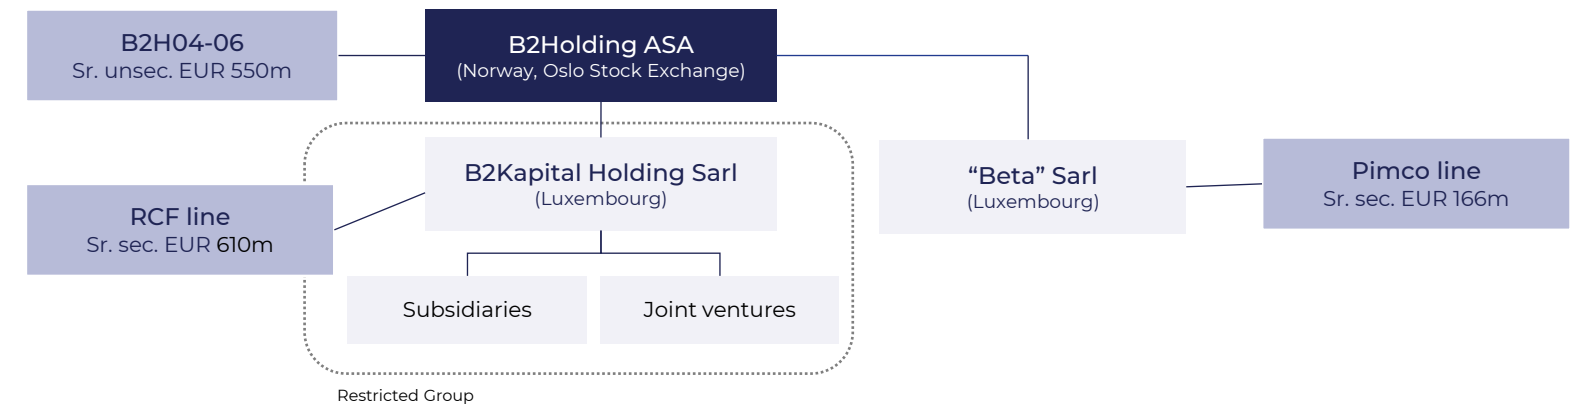 B2H04-06
Sr. unsec. EUR 550m
B2Holding ASA
(Norway, Oslo Stock Exchange)
B2Kapital Holding Sarl
(Luxembourg)
“Beta” Sarl
(Luxembourg)
Pimco line
Sr. sec. EUR 166m
RCF line
Sr. sec. EUR 610m
Subsidiaries
Joint ventures
Restricted Group